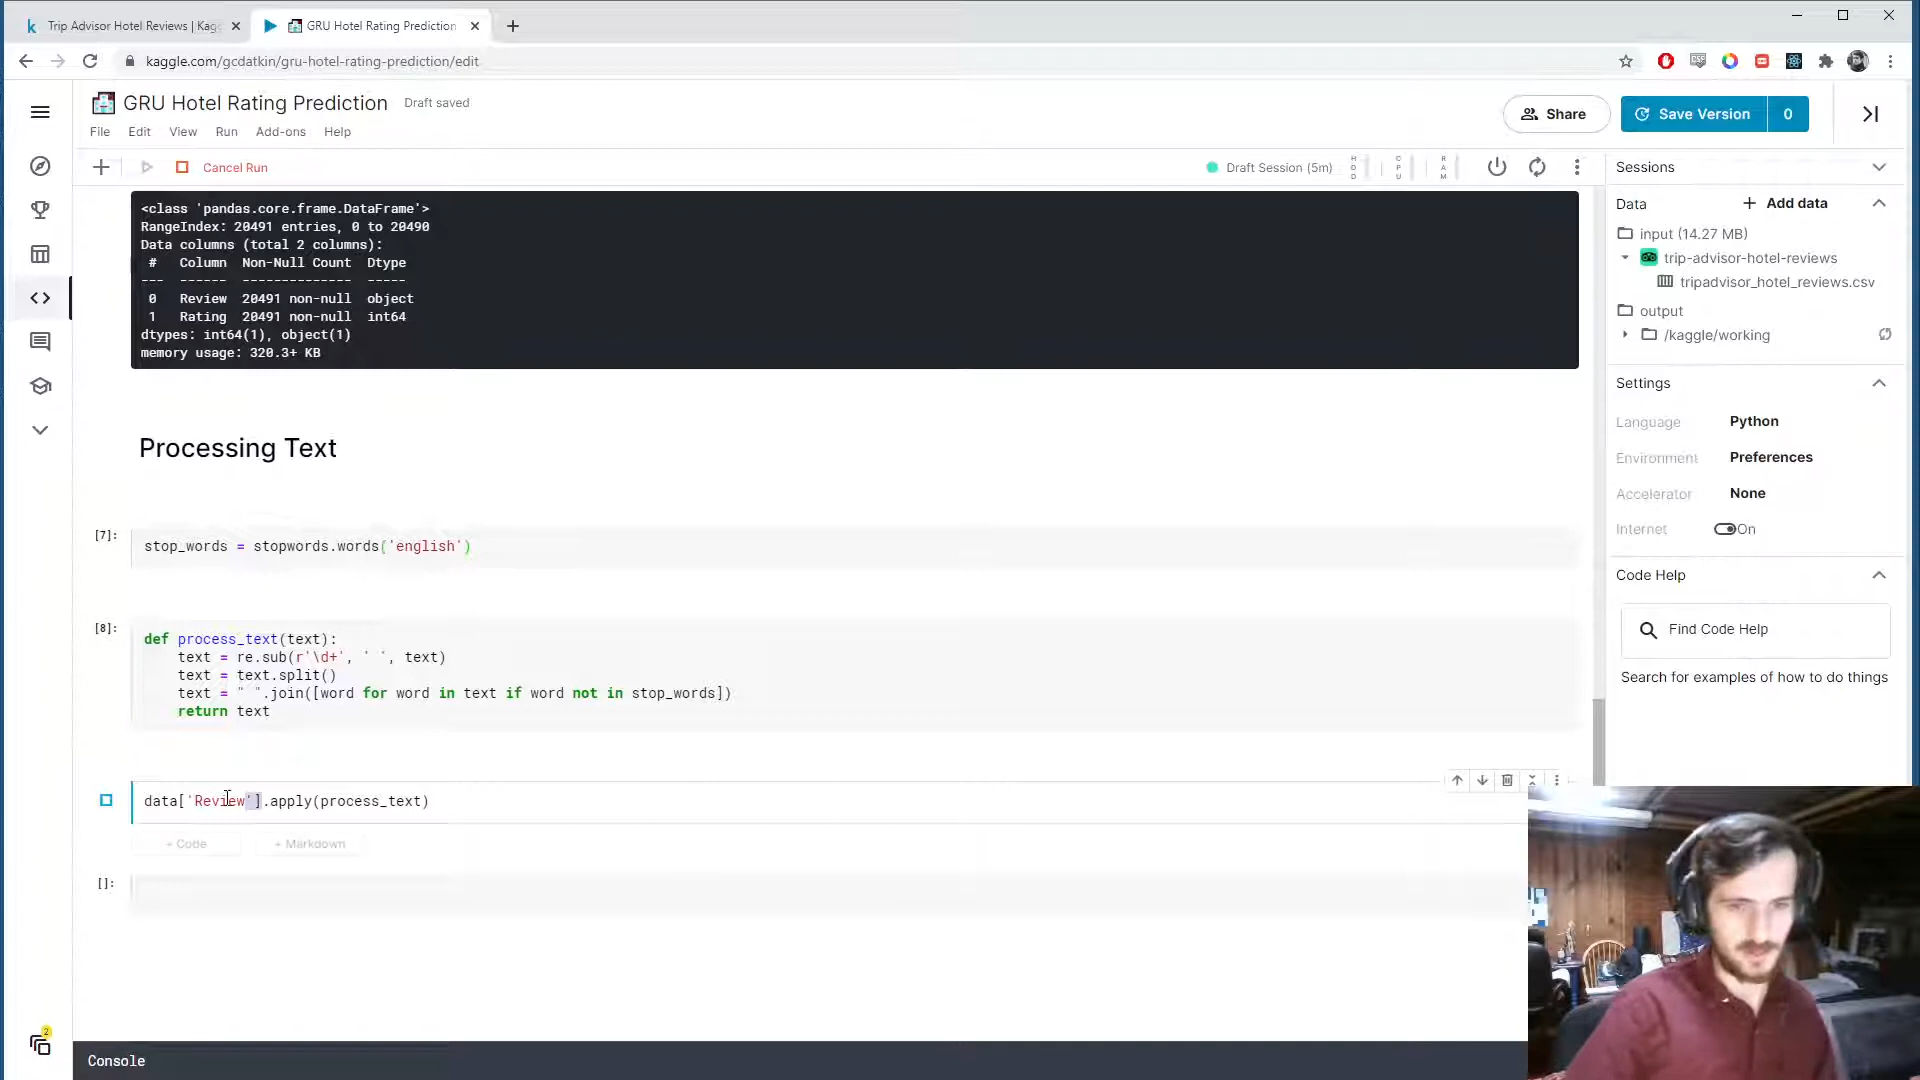 Trip Advisor Hotel Reviews | Kag
GRU Hotel Rating Prediction
kaggle.com/gcdatkin/gru-hotel-rating-prediction/edit
GRU Hotel Rating Prediction
Draft saved
Share
Save Version
0
File
Edit
View
Run
Add-ons
Help
Cancel Run
Draft Session (5m)
HDD
CPU
RAM
<class 'pandas.core.frame.DataFrame'>
RangeIndex: 20491 entries, 0 to 20490
Data columns (total 2 columns):
# Column Non-Null Count Dtype
--- ------ -------------- -----
0 Review 20491 non-null object
1 Rating 20491 non-null int64
dtypes: int64(1), object(1)
memory usage: 320.3+ KB
Processing Text
[7]:
stop_words = stopwords.words('english')
[8]:
def process_text(text):
text = re.sub(r'\d+', ' ', text)
text = text.split()
text = " ".join([word for word in text if word not in stop_words])
return text
data['Review'].apply(process_text)
+ Code
+ Markdown
[]:
Console
2
Sessions
Data
+ Add data
input (14.27 MB)
trip-advisor-hotel-reviews
tripadvisor_hotel_reviews.csv
output
/kaggle/working
Settings
Language Python
Environment Preferences
Accelerator None
Internet On
Code Help
Find Code Help
Search for examples of how to do things